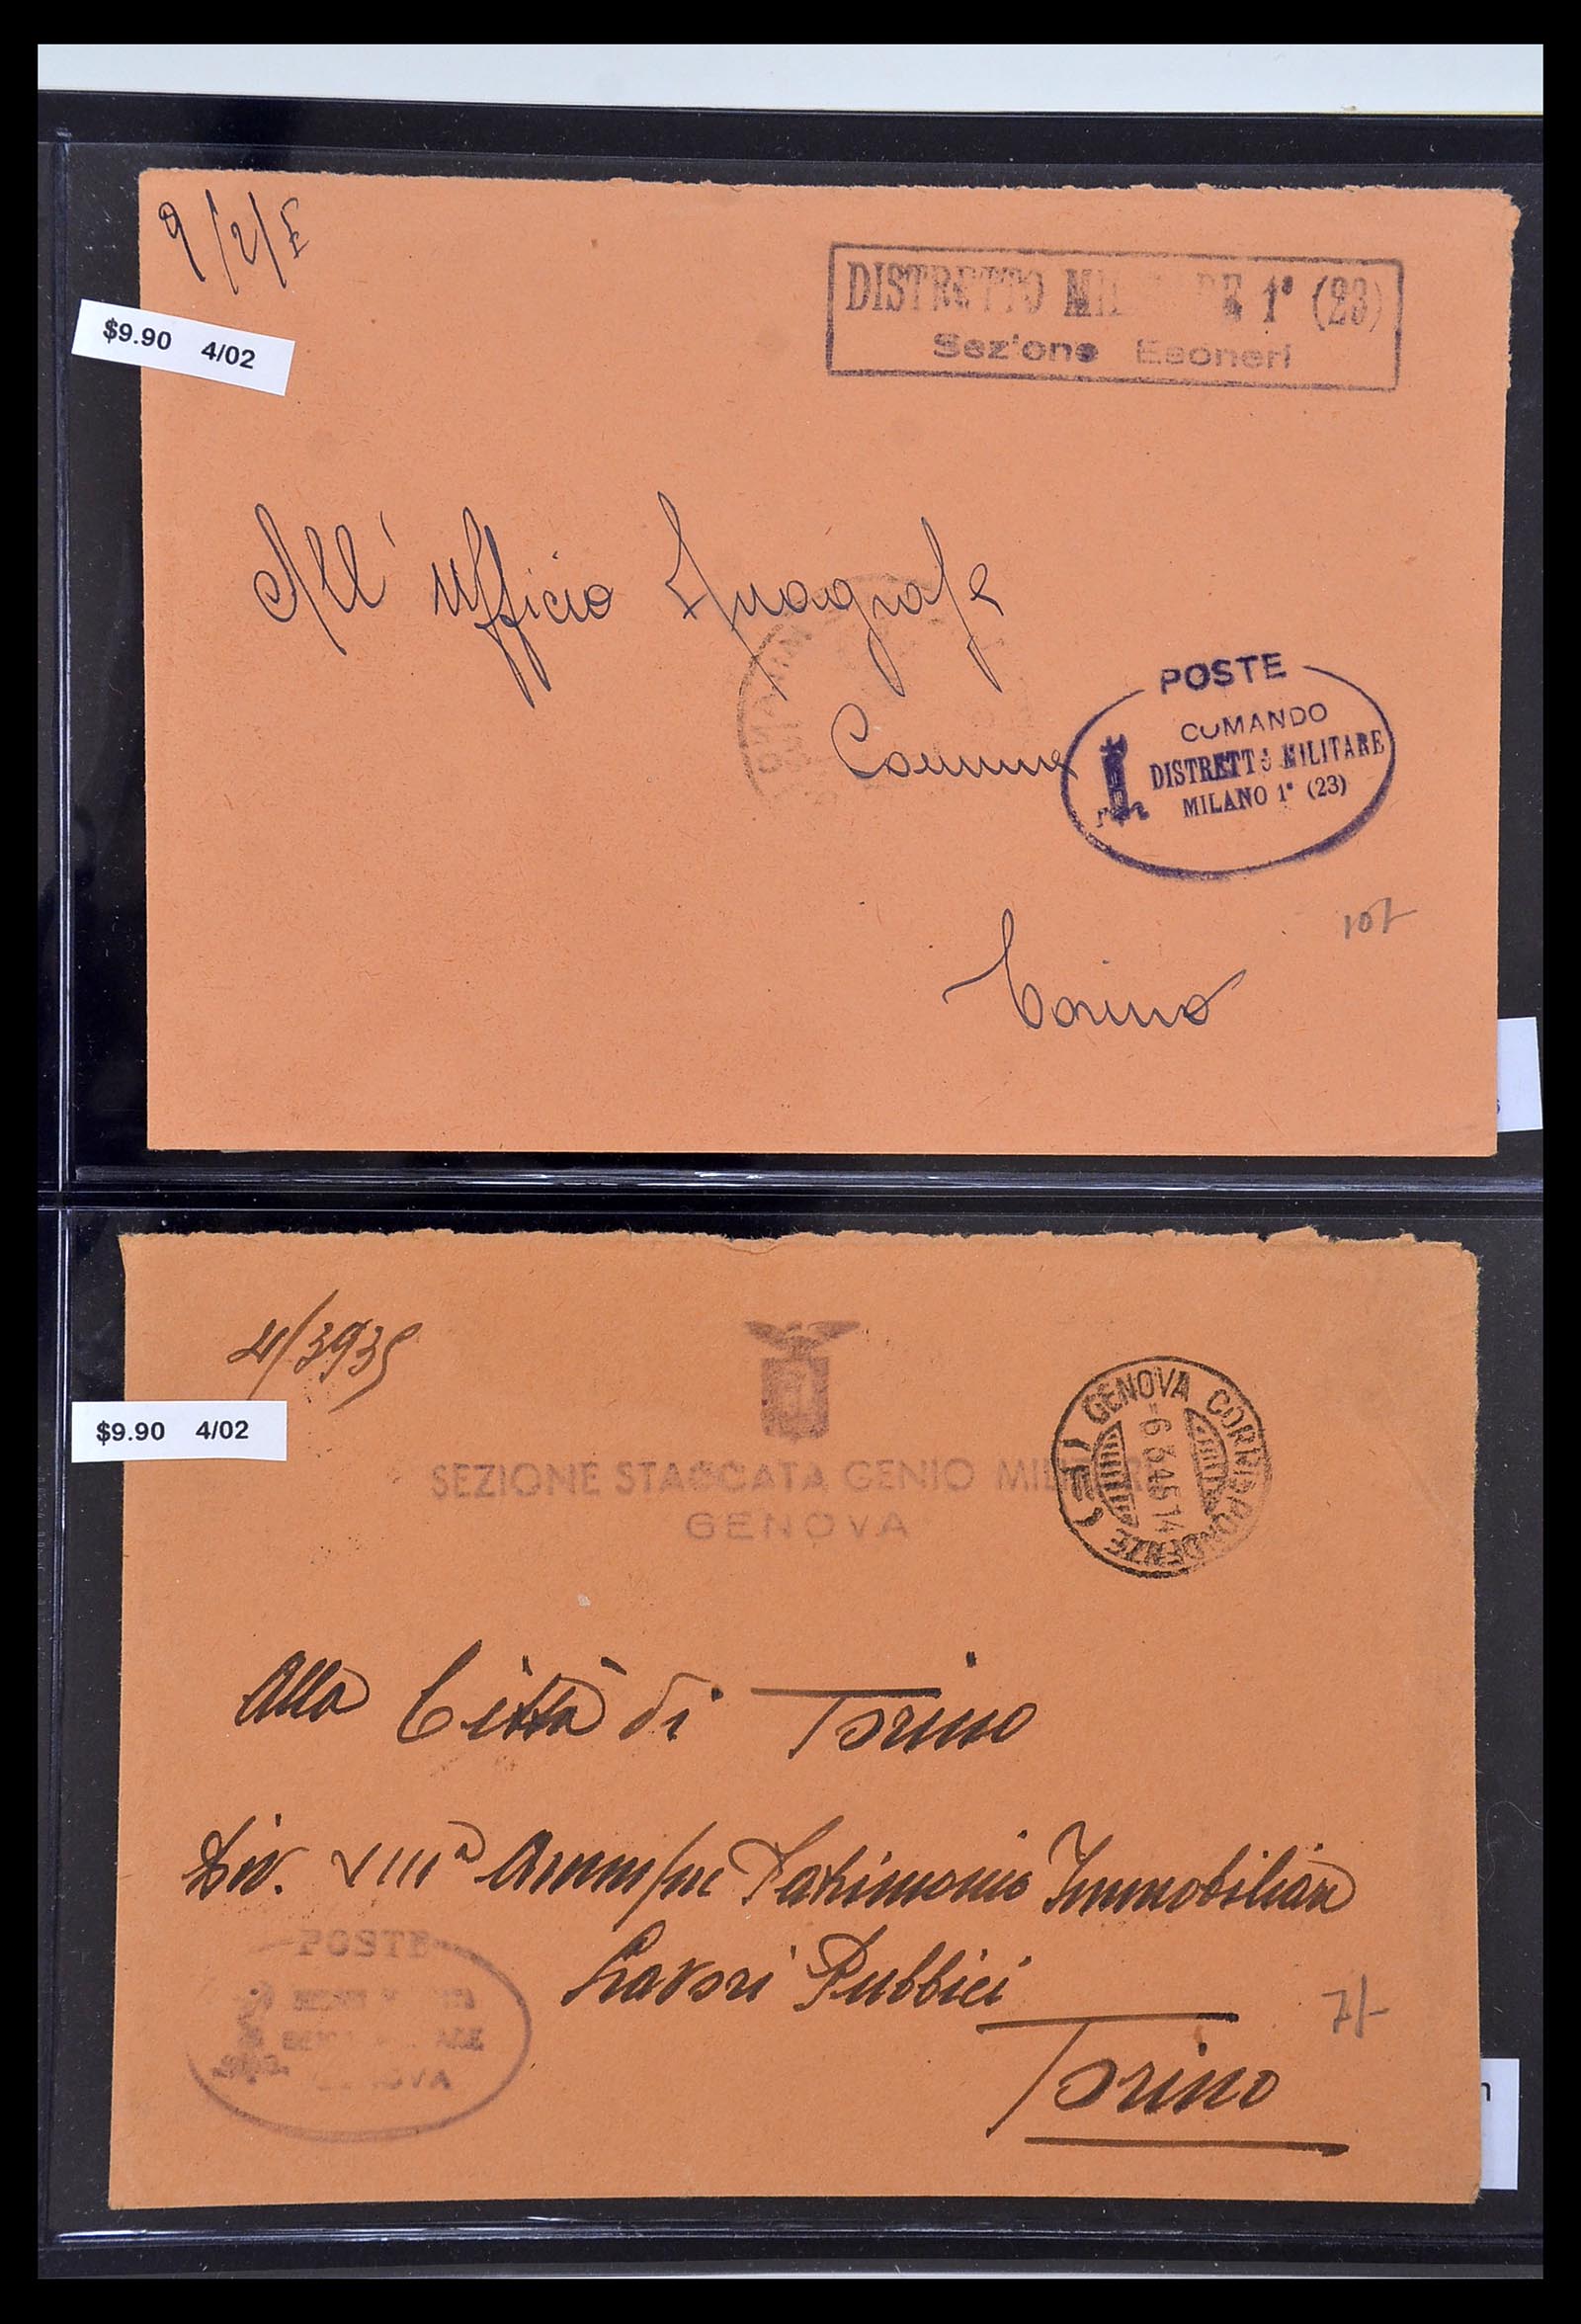 9/2/E
$9.90 4/02
DISTRETTO MILITARE 1° (23)
Sezione Esoneri
All' ufficio Anagrafe
Comune
POSTE
COMANDO
DISTRETTO MILITARE
MILANO 1° (23)
Torino
4/3935
$9.90 4/02
SEZIONE STACCATA GENIO MILITARE
GENOVA
GENOVA CORRISPONDENZE
-6 3 45 14
Alla Città di Torino
Div. VIIIª Amm/ne Patrimonio Immobiliare
Lavori Pubblici
Torino
POSTE
GENOVA
7/-